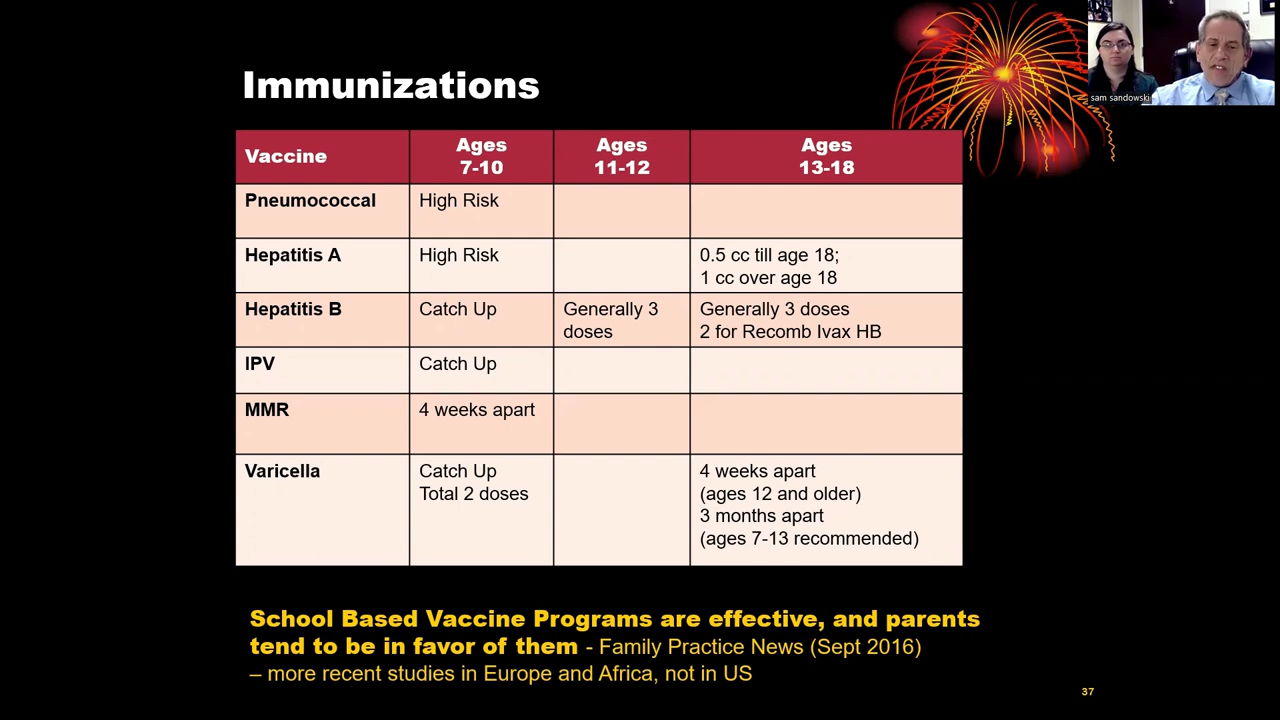 Immunizations
Vaccine
Ages
7-10
Ages
11-12
Ages
13-18
Pneumococcal
High Risk
Hepatitis A
High Risk
0.5 cc till age 18;
1 cc over age 18
Hepatitis B
Catch Up
Generally 3
doses
Generally 3 doses
2 for Recomb Ivax HB
IPV
Catch Up
MMR
4 weeks apart
Varicella
Catch Up
Total 2 doses
4 weeks apart
(ages 12 and older)
3 months apart
(ages 7-13 recommended)
School Based Vaccine Programs are effective, and parents
tend to be in favor of them - Family Practice News (Sept 2016)
– more recent studies in Europe and Africa, not in US
37
sam sandowski